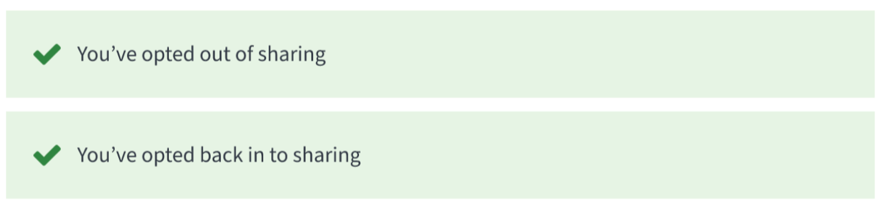 You’ve opted out of sharing
You’ve opted back in to sharing